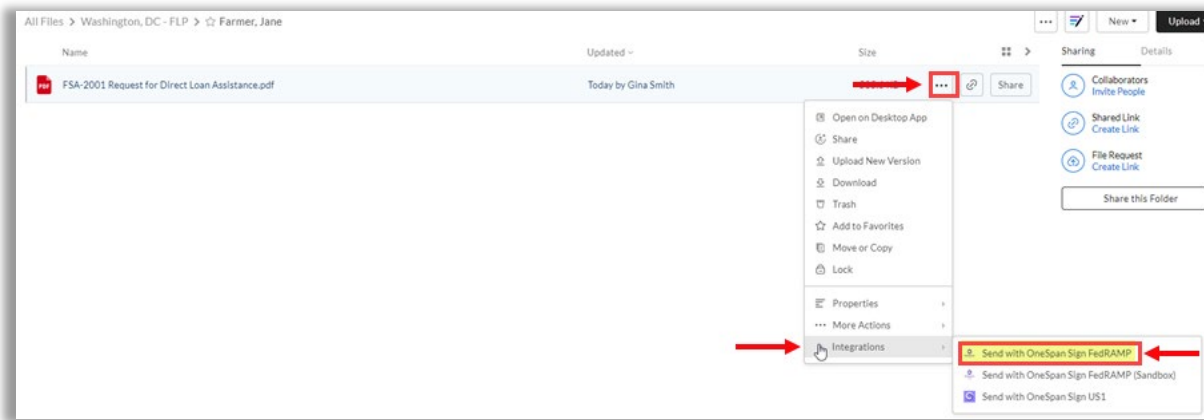 All Files > Washington, DC - FLP > ☆ Farmer, Jane
••• New Upload
Name Updated Size Sharing Details
PDF FSA-2001 Request for Direct Loan Assistance.pdf Today by Gina Smith ••• Share
Collaborators
Invite People
Shared Link
Create Link
File Request
Create Link
Share this Folder
Open on Desktop App
Share
Upload New Version
Download
Trash
Add to Favorites
Move or Copy
Lock
Properties
More Actions
Integrations
Send with OneSpan Sign FedRAMP
Send with OneSpan Sign FedRAMP (Sandbox)
Send with OneSpan Sign US1